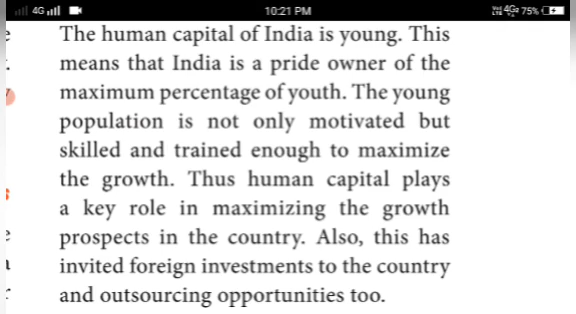 4G
10:21 PM
4G 75%
The human capital of India is young. This
means that India is a pride owner of the
maximum percentage of youth. The young
population is not only motivated but
skilled and trained enough to maximize
the growth. Thus human capital plays
a key role in maximizing the growth
prospects in the country. Also, this has
invited foreign investments to the country
and outsourcing opportunities too.